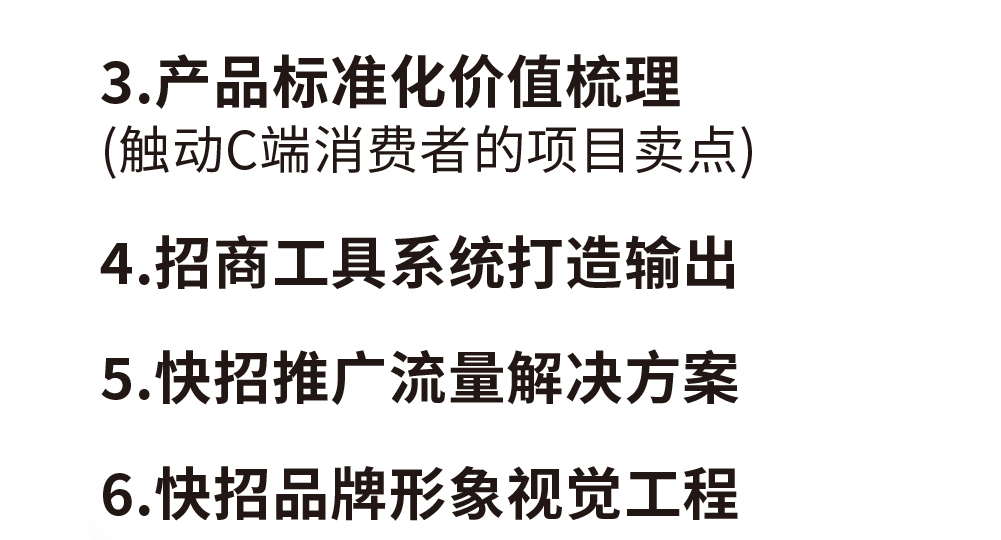 3.产品标准化价值梳理
(触动C端消费者的项目卖点)
4.招商工具系统打造输出
5.快招推广流量解决方案
6.快招品牌形象视觉工程